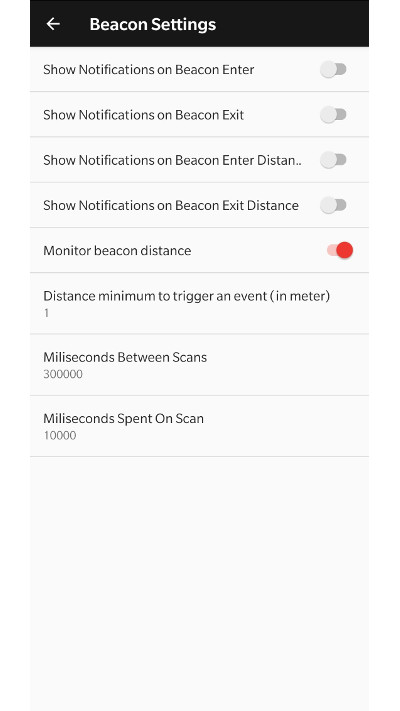 Beacon Settings
Show Notifications on Beacon Enter
Show Notifications on Beacon Exit
Show Notifications on Beacon Enter Distan..
Show Notifications on Beacon Exit Distance
Monitor beacon distance
Distance minimum to trigger an event (in meter)
1
Miliseconds Between Scans
300000
Miliseconds Spent On Scan
10000